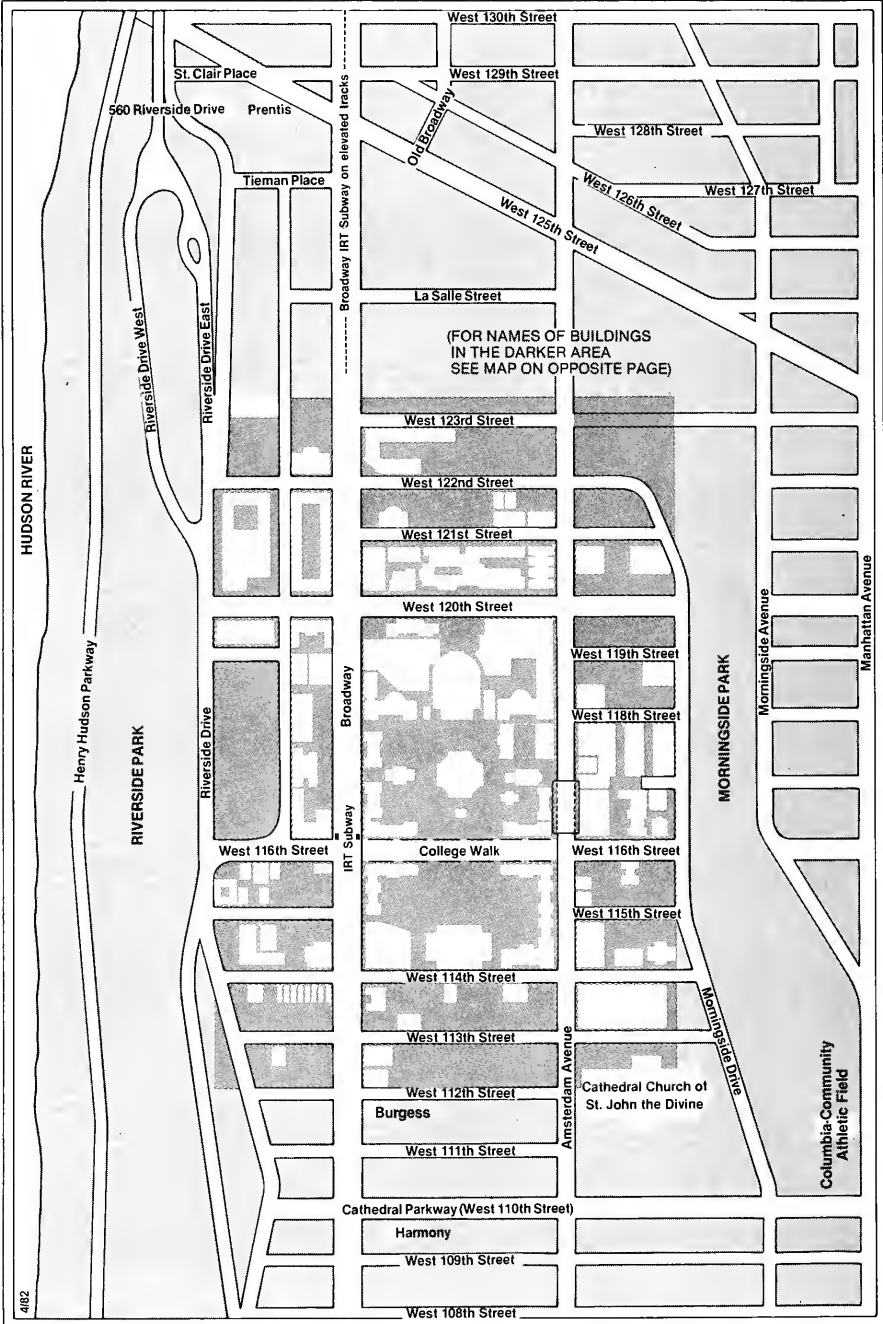 West 130th Street
St. Clair Place
West 129th Street
560 Riverside Drive
Prentis
Old Broadway
West 128th Street
Tieman Place
West 126th Street
West 127th Street
West 125th Street
Broadway IRT Subway on elevated tracks
La Salle Street
Riverside Drive West
Riverside Drive East
(FOR NAMES OF BUILDINGS
IN THE DARKER AREA
SEE MAP ON OPPOSITE PAGE)
West 123rd Street
HUDSON RIVER
West 122nd Street
West 121st Street
West 120th Street
Henry Hudson Parkway
RIVERSIDE PARK
Riverside Drive
Broadway
West 119th Street
West 118th Street
MORNINGSIDE PARK
Morningside Avenue
Manhattan Avenue
West 116th Street
IRT Subway
College Walk
West 116th Street
West 115th Street
West 114th Street
West 113th Street
Morningside Drive
West 112th Street
Amsterdam Avenue
Cathedral Church of
St. John the Divine
Burgess
West 111th Street
Columbia-Community
Athletic Field
Cathedral Parkway (West 110th Street)
Harmony
West 109th Street
West 108th Street
4/82